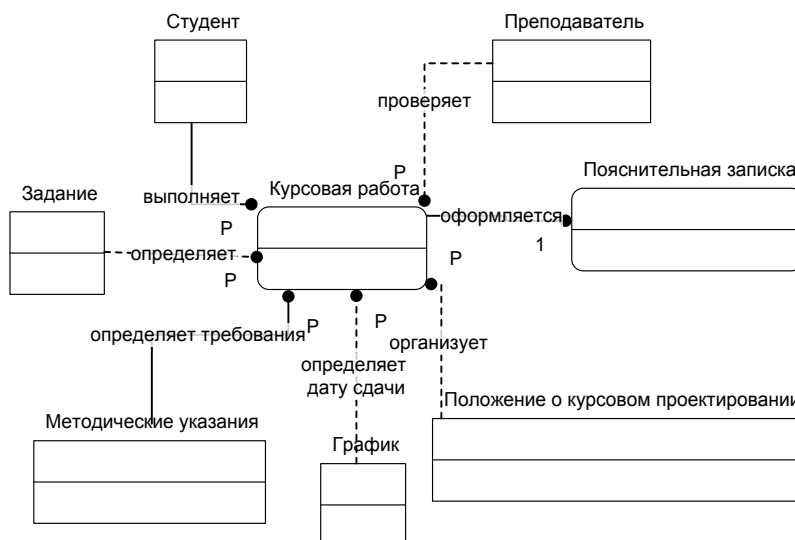 Студент
Преподаватель
проверяет
P
Задание
выполняет
Курсовая работа
Пояснительная записка
оформляется
P
определяет
P
P
1
определяет требования
P
P
организует
определяет
дату сдачи
Методические указания
График
Положение о курсовом проектировании